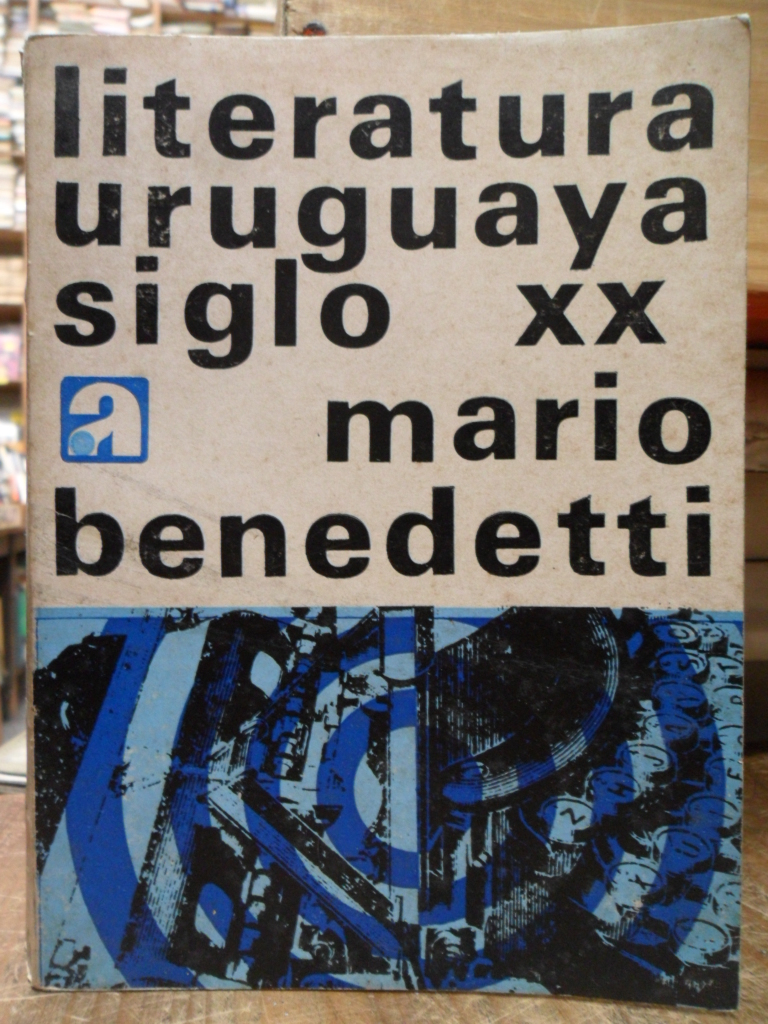 literatura
uruguaya
siglo xx
a mario
benedetti